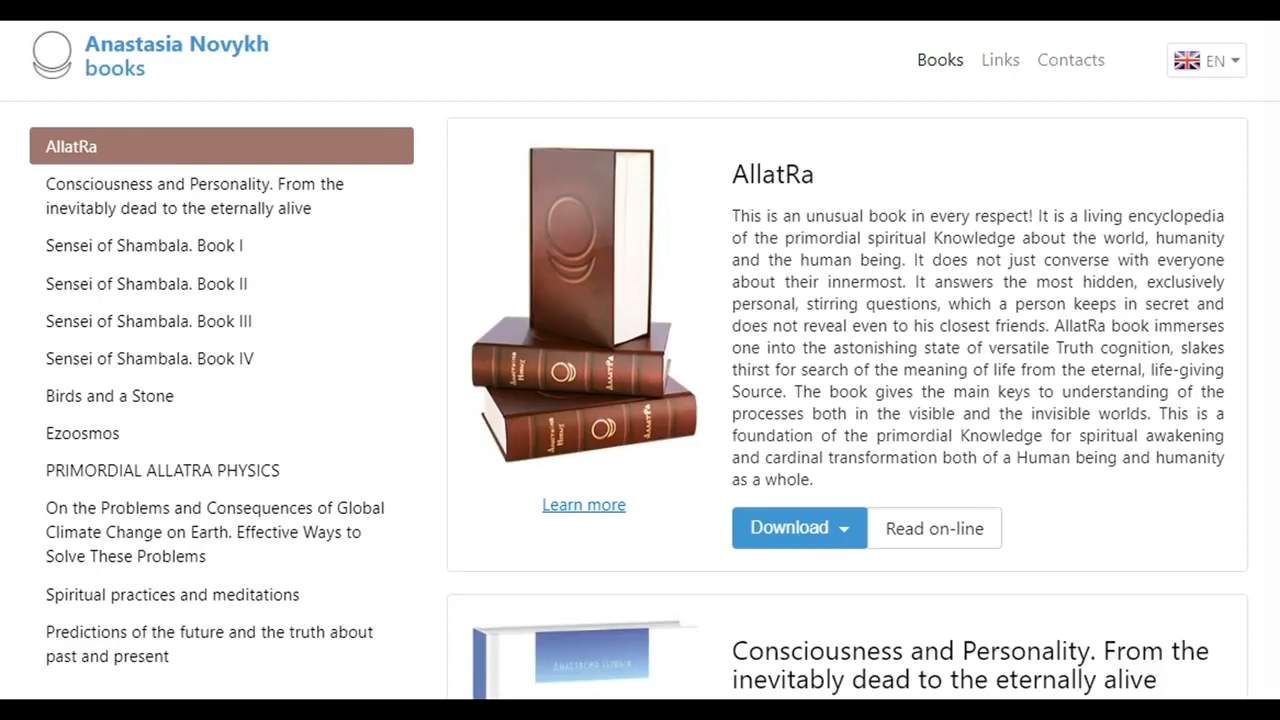 Anastasia Novykh
books
Books
Links
Contacts
EN
AllatRa
Consciousness and Personality. From the
inevitably dead to the eternally alive
Sensei of Shambala. Book I
Sensei of Shambala. Book II
Sensei of Shambala. Book III
Sensei of Shambala. Book IV
Birds and a Stone
Ezoosmos
PRIMORDIAL ALLATRA PHYSICS
On the Problems and Consequences of Global
Climate Change on Earth. Effective Ways to
Solve These Problems
Spiritual practices and meditations
Predictions of the future and the truth about
past and present
Анастасия
Новых
АллатРа
Анастасия
Новых
АллатРа
Learn more
AllatRa
This is an unusual book in every respect! It is a living encyclopedia
of the primordial spiritual Knowledge about the world, humanity
and the human being. It does not just converse with everyone
about their innermost. It answers the most hidden, exclusively
personal, stirring questions, which a person keeps in secret and
does not reveal even to his closest friends. AllatRa book immerses
one into the astonishing state of versatile Truth cognition, slakes
thirst for search of the meaning of life from the eternal, life-giving
Source. The book gives the main keys to understanding of the
processes both in the visible and the invisible worlds. This is a
foundation of the primordial Knowledge for spiritual awakening
and cardinal transformation both of a Human being and humanity
as a whole.
Download
Read on-line
АНАСТАСИЯ НОВЫХ
Consciousness and Personality. From the
inevitably dead to the eternally alive